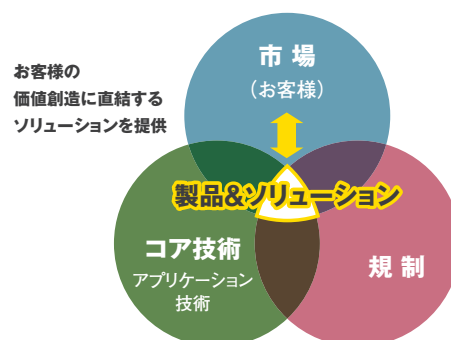 お客様の
価値創造に直結する
ソリューションを提供
市場
(お客様)
製品&ソリューション
コア技術
アプリケーション
技術
規制